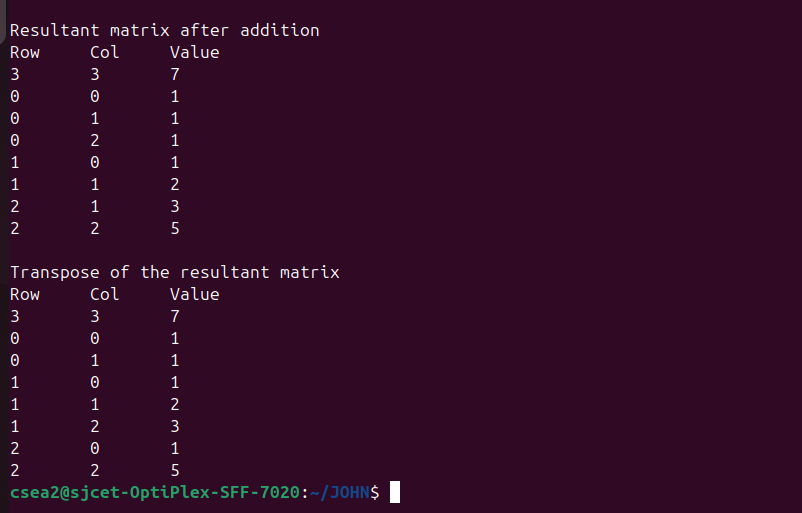 Resultant matrix after addition
Row Col Value
3 3 7
0 0 1
0 1 1
0 2 1
1 0 1
1 1 2
2 1 3
2 2 5
Transpose of the resultant matrix
Row Col Value
3 3 7
0 0 1
0 1 1
1 0 1
1 1 2
1 2 3
2 0 1
2 2 5
csea2@sjcet-OptiPlex-SFF-7020:~/JOHN$